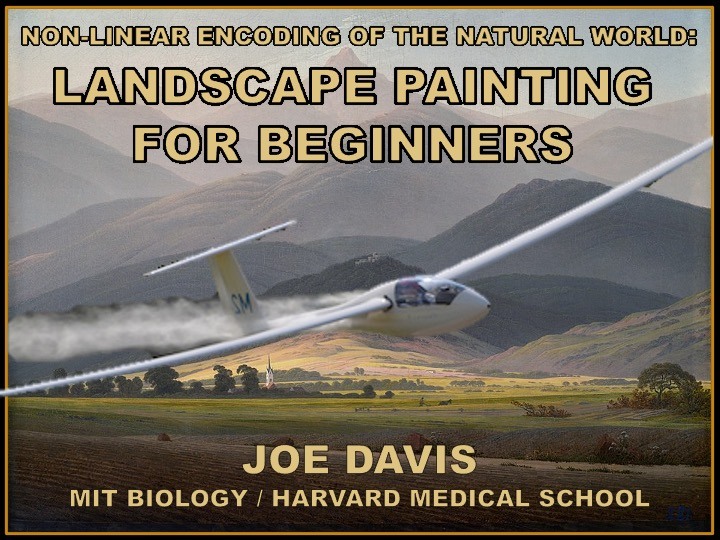 NON-LINEAR ENCODING OF THE NATURAL WORLD:
LANDSCAPE PAINTING
FOR BEGINNERS
SM
JOE DAVIS
MIT BIOLOGY / HARVARD MEDICAL SCHOOL